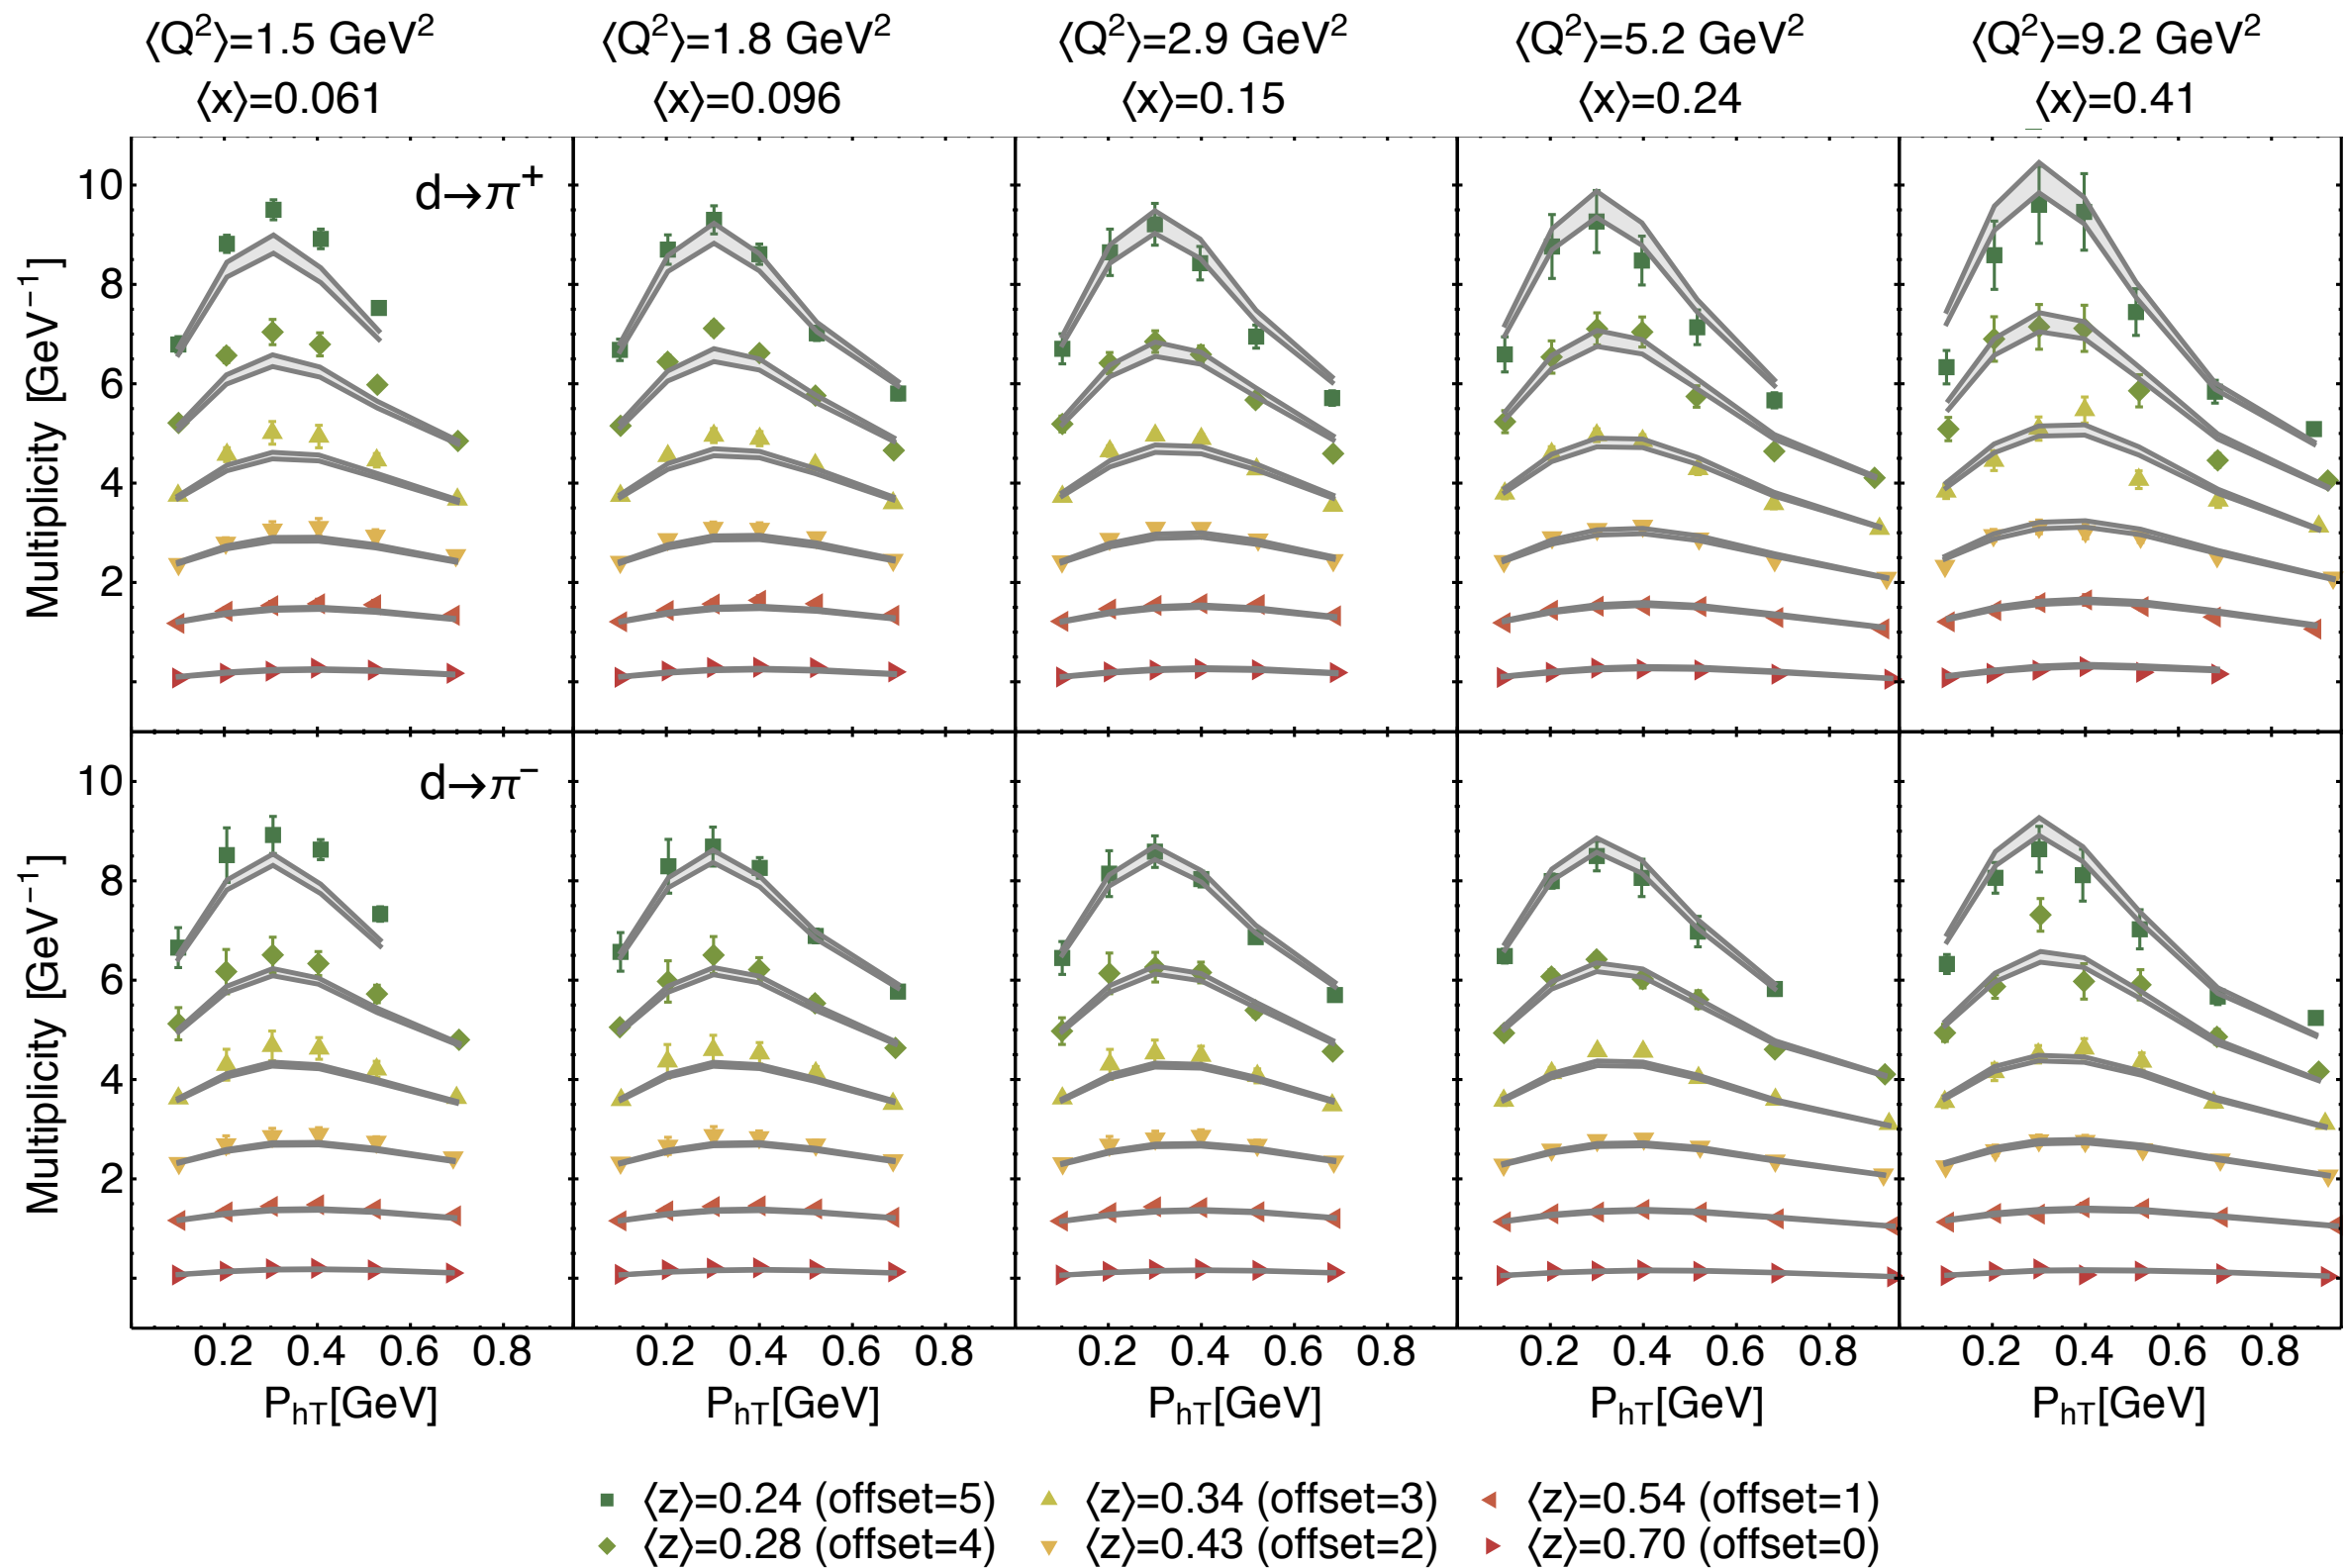 ⟨Q²⟩=1.5 GeV² ⟨Q²⟩=1.8 GeV² ⟨Q²⟩=2.9 GeV² ⟨Q²⟩=5.2 GeV² ⟨Q²⟩=9.2 GeV²
⟨x⟩=0.061 ⟨x⟩=0.096 ⟨x⟩=0.15 ⟨x⟩=0.24 ⟨x⟩=0.41
Multiplicity [GeV⁻¹]
10
8
6
4
2
d→π⁺
Multiplicity [GeV⁻¹]
10
8
6
4
2
d→π⁻
0.2 0.4 0.6 0.8 0.2 0.4 0.6 0.8 0.2 0.4 0.6 0.8 0.2 0.4 0.6 0.8 0.2 0.4 0.6 0.8
P_hT[GeV] P_hT[GeV] P_hT[GeV] P_hT[GeV] P_hT[GeV]
⟨z⟩=0.24 (offset=5) ⟨z⟩=0.34 (offset=3) ⟨z⟩=0.54 (offset=1)
⟨z⟩=0.28 (offset=4) ⟨z⟩=0.43 (offset=2) ⟨z⟩=0.70 (offset=0)